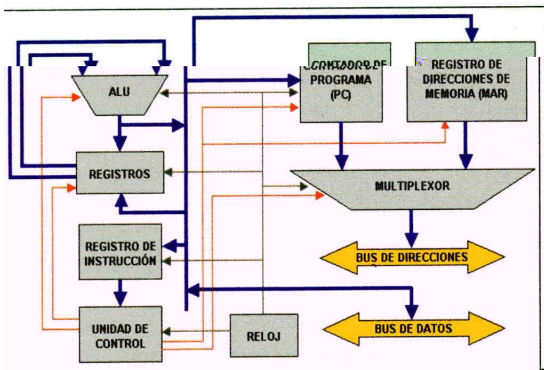 ALU
CONTADOR DE
PROGRAMA
(PC)
REGISTRO DE
DIRECCIONES DE
MEMORIA (MAR)
REGISTROS
MULTIPLEXOR
REGISTRO DE
INSTRUCCIÓN
BUS DE DIRECCIONES
UNIDAD DE
CONTROL
RELOJ
BUS DE DATOS